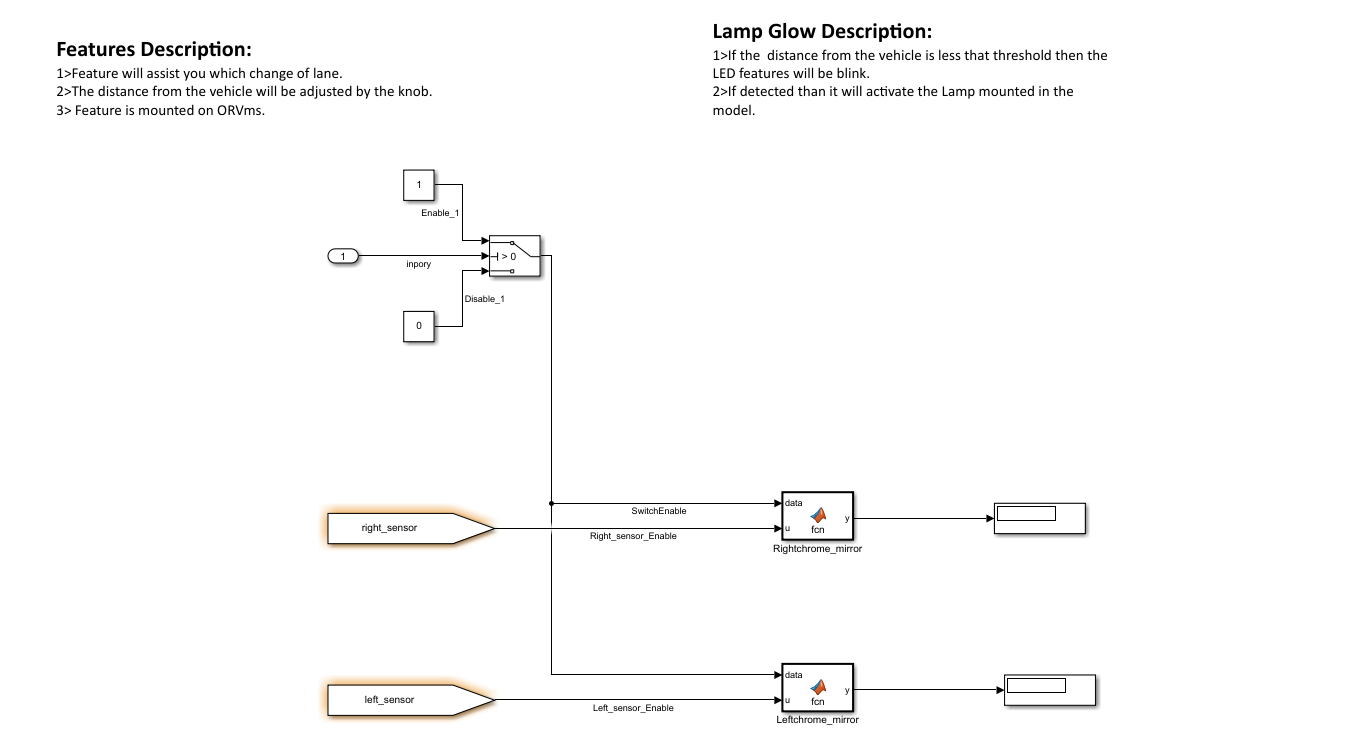 Features Description:
1>Feature will assist you which change of lane.
2>The distance from the vehicle will be adjusted by the knob.
3> Feature is mounted on ORVms.
Lamp Glow Description:
1>If the  distance from the vehicle is less that threshold then the
LED features will be blink.
2>If detected than it will activate the Lamp mounted in the
model.
1
Enable_1
1
inpory
> 0
Disable_1
0
right_sensor
SwitchEnable
Right_sensor_Enable
data
u
fcn
y
Rightchrome_mirror
left_sensor
Left_sensor_Enable
data
u
fcn
y
Leftchrome_mirror